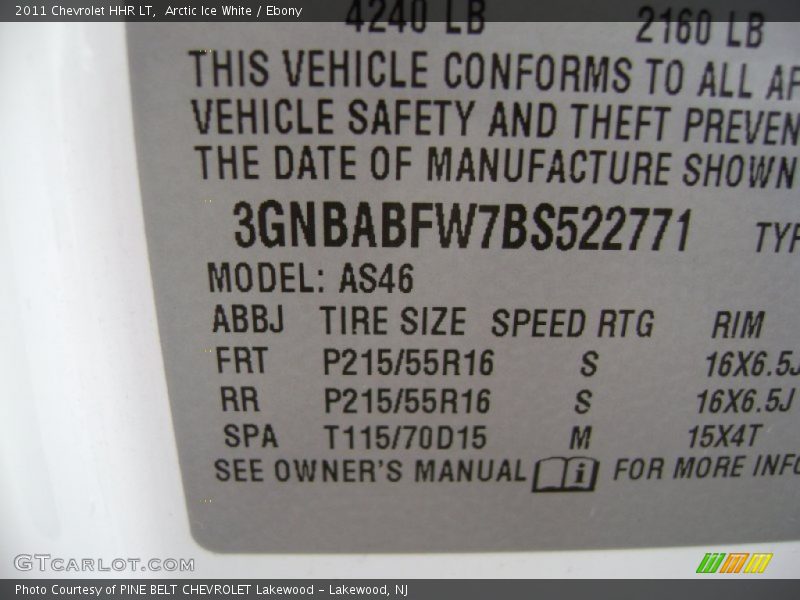 2011 Chevrolet HHR LT, Arctic Ice White / Ebony
4240 LB 2160 LB
THIS VEHICLE CONFORMS TO ALL AP
VEHICLE SAFETY AND THEFT PREVEN
THE DATE OF MANUFACTURE SHOWN
3GNBABFW7BS522771 TYP
MODEL: AS46
ABBJ TIRE SIZE SPEED RTG RIM
FRT P215/55R16 S 16X6.5J
RR P215/55R16 S 16X6.5J
SPA T115/70D15 M 15X4T
SEE OWNER'S MANUAL i FOR MORE INFO
GTCARLOT.COM
Photo Courtesy of PINE BELT CHEVROLET Lakewood - Lakewood, NJ